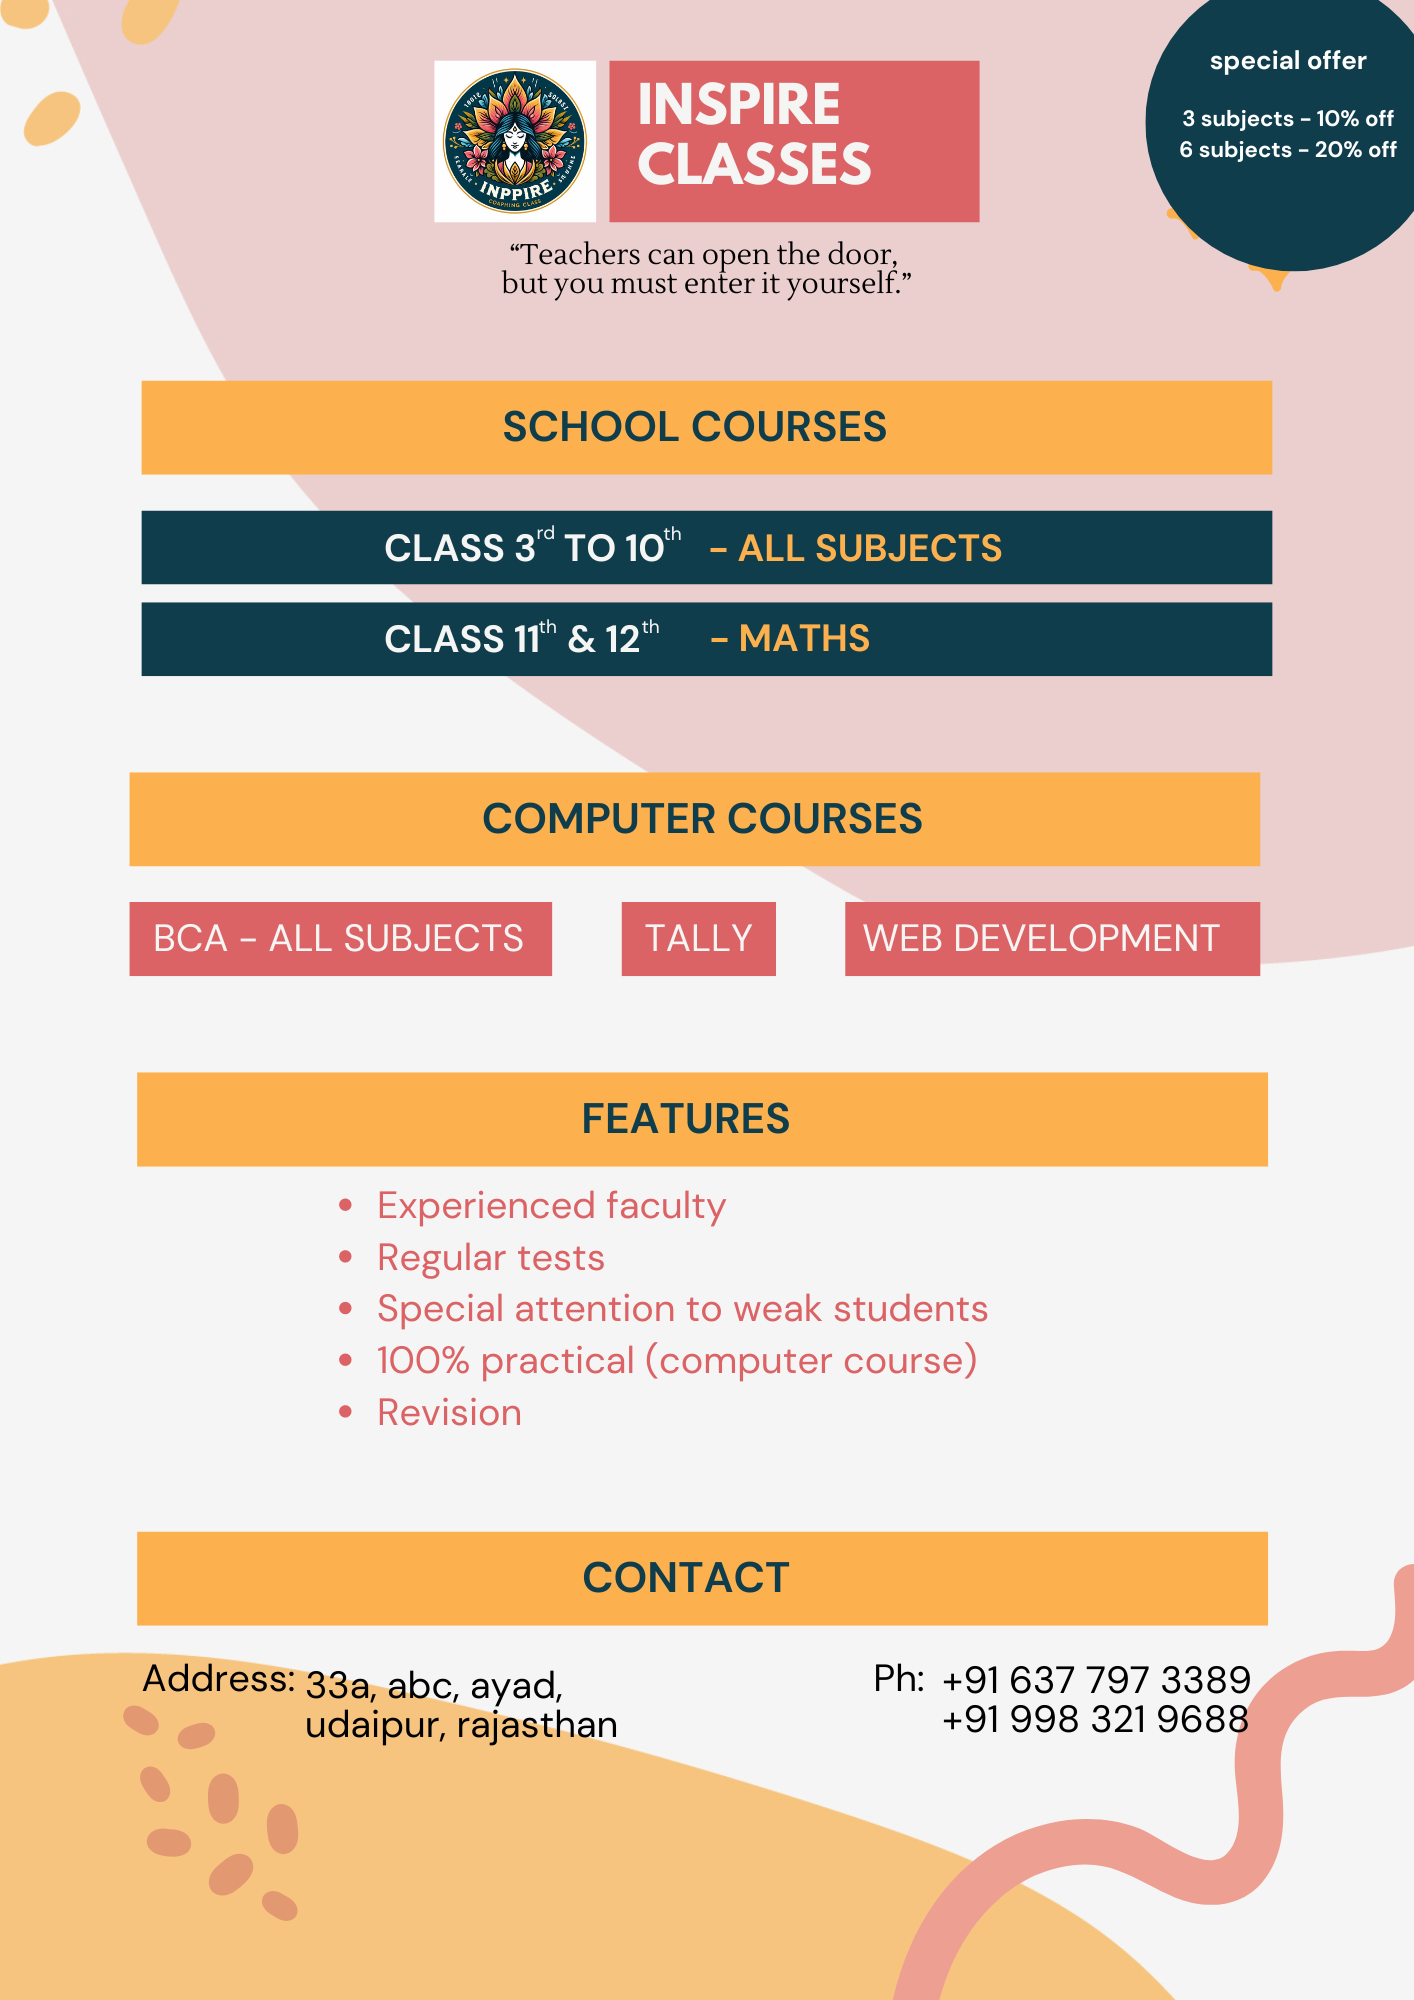 special offer
3 subjects - 10% off
6 subjects - 20% off
INPPIRE
INSPIRE
CLASSES
“Teachers can open the door,
but you must enter it yourself.”
SCHOOL COURSES
CLASS 3rd TO 10th - ALL SUBJECTS
CLASS 11th & 12th - MATHS
COMPUTER COURSES
BCA - ALL SUBJECTS TALLY WEB DEVELOPMENT
FEATURES
• Experienced faculty
• Regular tests
• Special attention to weak students
• 100% practical (computer course)
• Revision
CONTACT
Address: 33a, abc, ayad, Ph: +91 637 797 3389
udaipur, rajasthan +91 998 321 9688